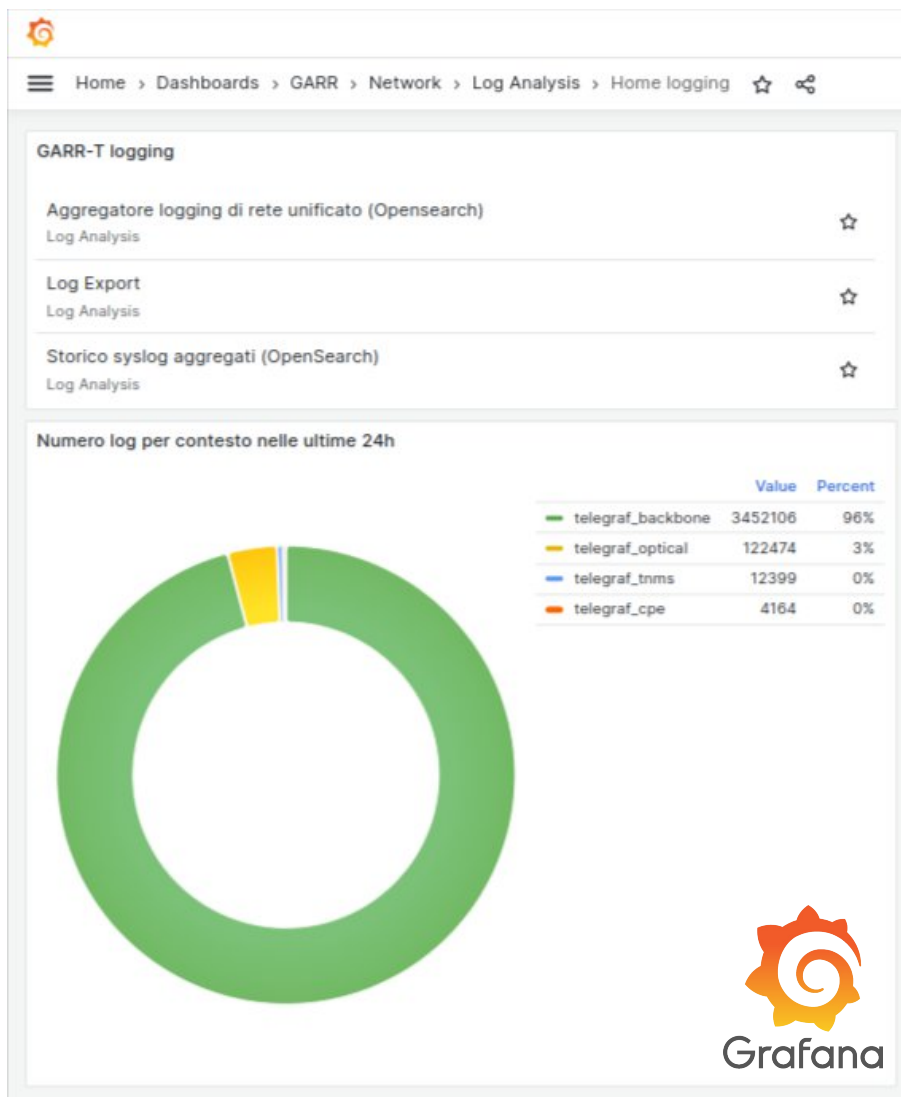 Home › Dashboards › GARR › Network › Log Analysis › Home logging
GARR-T logging
Aggregatore logging di rete unificato (Opensearch)
Log Analysis
Log Export
Log Analysis
Storico syslog aggregati (OpenSearch)
Log Analysis
Numero log per contesto nelle ultime 24h
Value Percent
telegraf_backbone 3452106 96%
telegraf_optical 122474 3%
telegraf_tnms 12399 0%
telegraf_cpe 4164 0%
Grafana